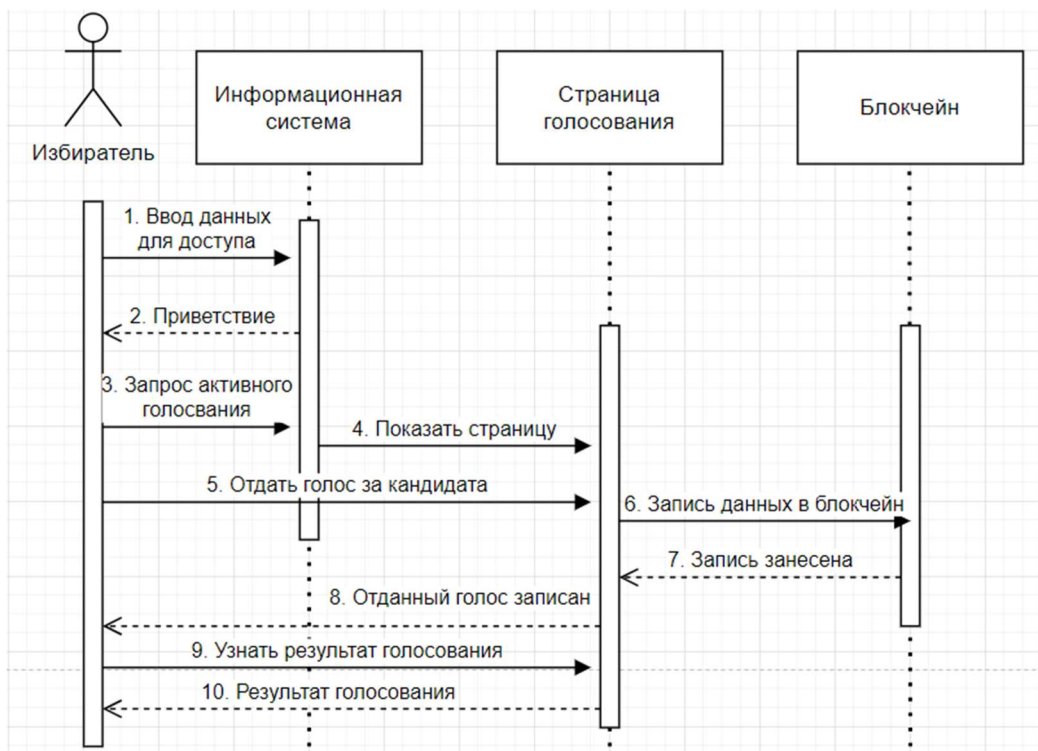 Избиратель
Информационная
система
Страница
голосования
Блокчейн
1. Ввод данных
для доступа
2. Приветствие
3. Запрос активного
голосвания
4. Показать страницу
5. Отдать голос за кандидата
6. Запись данных в блокчейн
7. Запись занесена
8. Отданный голос записан
9. Узнать результат голосования
10. Результат голосования